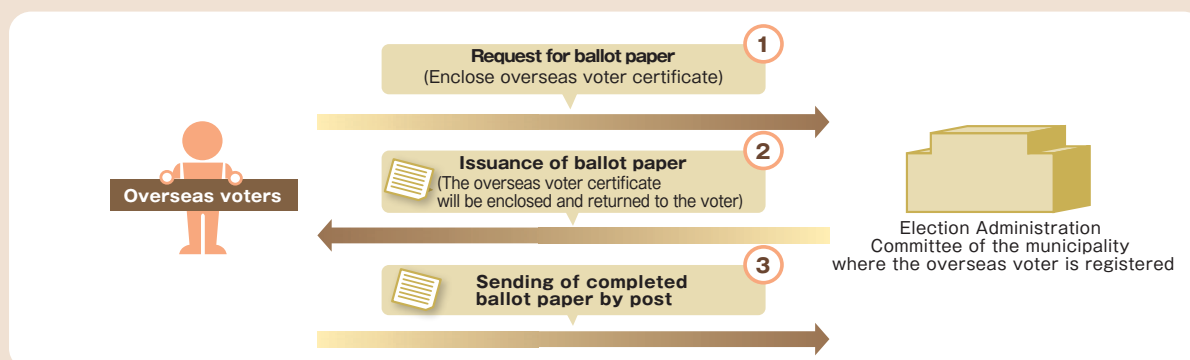 1
Request for ballot paper
(Enclose overseas voter certificate)
2
Issuance of ballot paper
(The overseas voter certificate
will be enclosed and returned to the voter)
Overseas voters
Election Administration
Committee of the municipality
where the overseas voter is registered
3
Sending of completed
ballot paper by post